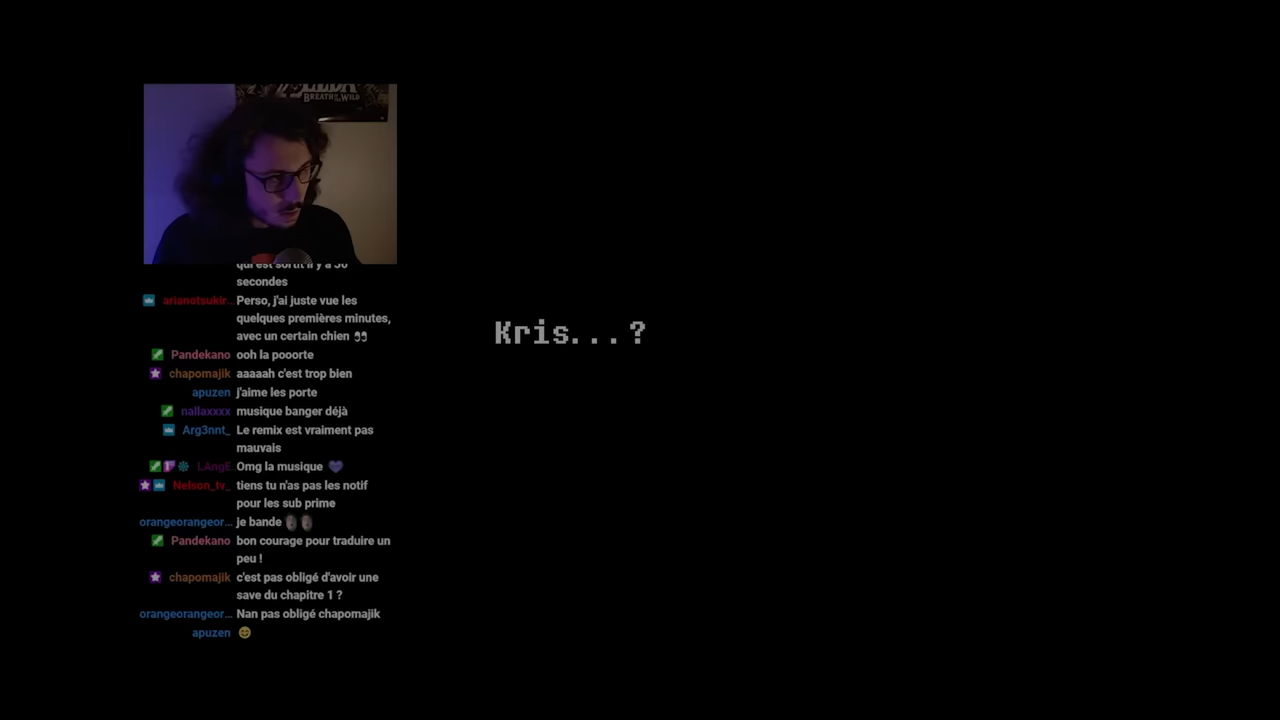 BREATH OF THE WILD
secondes
arianotsukir... Perso, j'ai juste vue les
quelques premières minutes,
avec un certain chien 👀
Pandekano ooh la pooorte
chapomajik aaaaah c'est trop bien
apuzen j'aime les porte
nallaxxxx musique banger déjà
Arg3nnt_ Le remix est vraiment pas
mauvais
LAngE Omg la musique 💜
Nelson_tv_ tiens tu n'as pas les notif
pour les sub prime
orangeorangeor... je bande
Pandekano bon courage pour traduire un
peu !
chapomajik c'est pas obligé d'avoir une
save du chapitre 1 ?
orangeorangeor... Nan pas obligé chapomajik
apuzen 😊
Kris...?